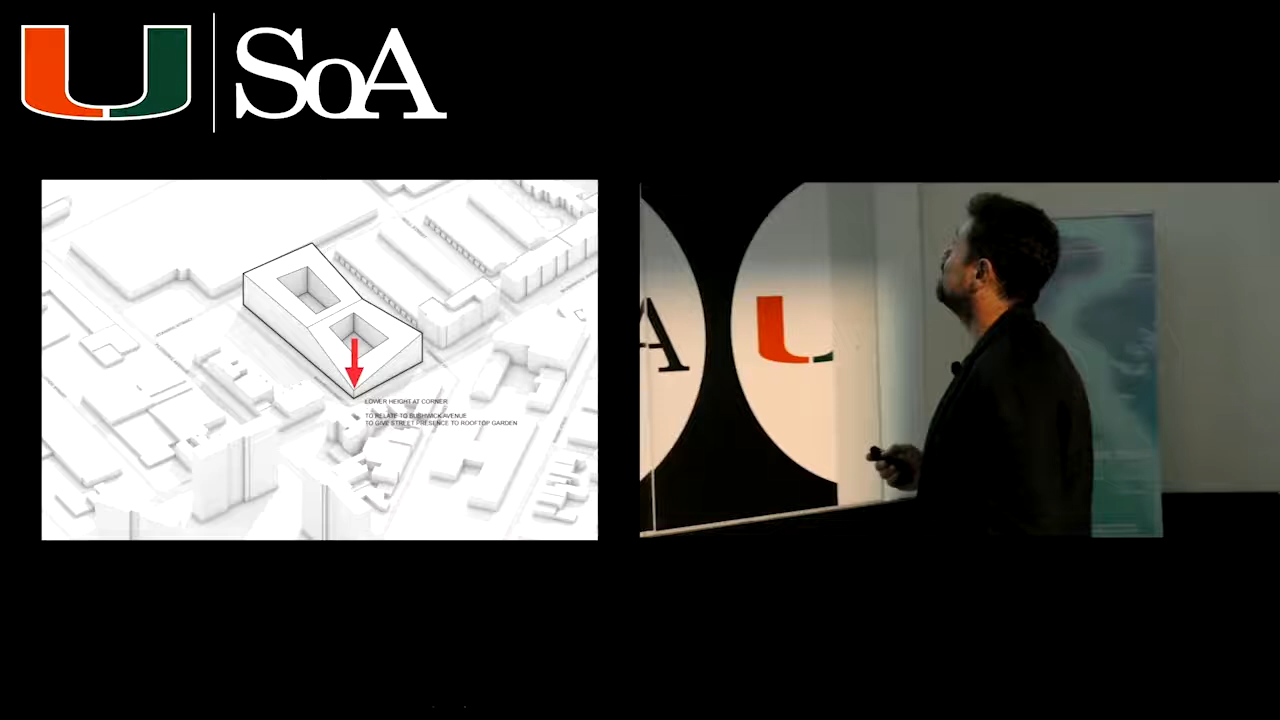 U SoA
LOWER HEIGHT AT CORNER
TO RELATE TO BUSHWICK AVENUE
TO GIVE STREET PRESENCE TO ROOFTOP GARDEN
A
U